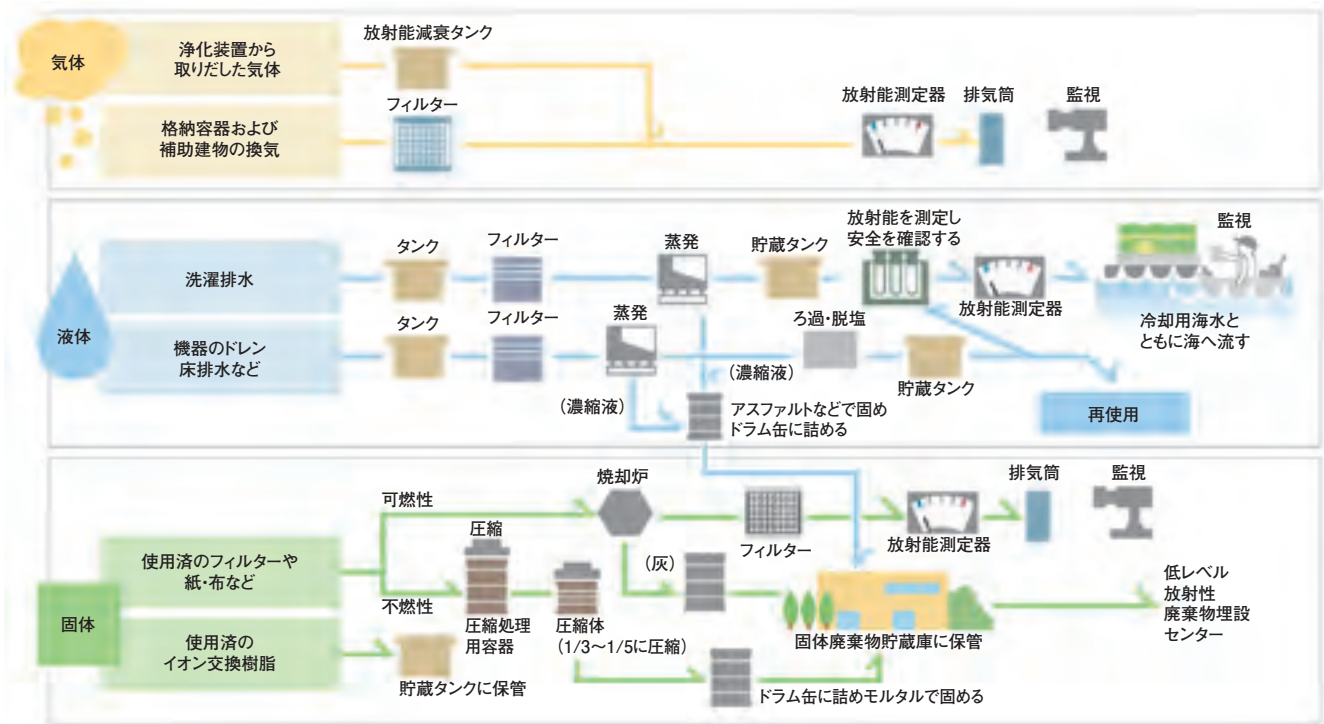 気体
浄化装置から
取りだした気体
放射能減衰タンク
格納容器および
補助建物の換気
フィルター
放射能測定器
排気筒
監視
液体
洗濯排水
タンク
フィルター
蒸発
貯蔵タンク
放射能を測定し
安全を確認する
放射能測定器
監視
冷却用海水と
ともに海へ流す
機器のドレン
床排水など
タンク
フィルター
蒸発
ろ過・脱塩
貯蔵タンク
再使用
(濃縮液)
(濃縮液)
アスファルトなどで固め
ドラム缶に詰める
固体
使用済のフィルターや
紙・布など
可燃性
焼却炉
フィルター
放射能測定器
排気筒
監視
不燃性
圧縮
圧縮処理
用容器
圧縮体
(1/3〜1/5に圧縮)
(灰)
固体廃棄物貯蔵庫に保管
低レベル
放射性
廃棄物埋設
センター
使用済の
イオン交換樹脂
貯蔵タンクに保管
ドラム缶に詰めモルタルで固める